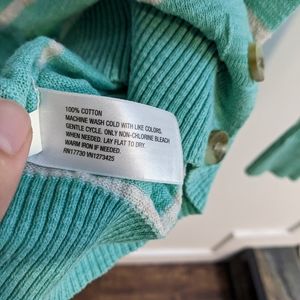 100% COTTON
MACHINE WASH COLD WITH LIKE COLORS.
GENTLE CYCLE. ONLY NON-CHLORINE BLEACH
WHEN NEEDED. LAY FLAT TO DRY.
WARM IRON IF NEEDED.
RN17730 VN1273425